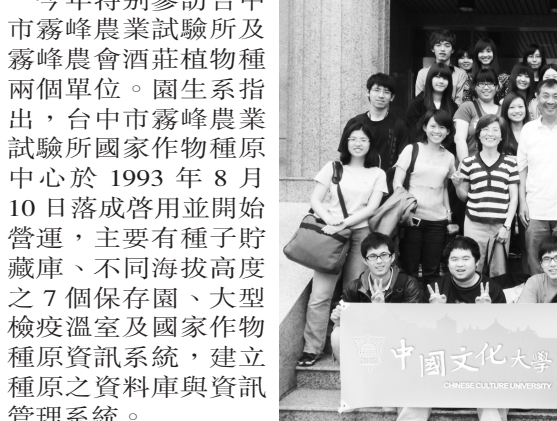 今年特別參訪台中
市霧峰農業試驗所及
霧峰農會酒莊植物種
兩個單位。園生系指
出，台中市霧峰農業
試驗所國家作物種原
中心於 1993 年 8 月
10 日落成啓用並開始
營運，主要有種子貯
藏庫、不同海拔高度
之 7 個保存園、大型
檢疫溫室及國家作物
種原資訊系統，建立
種原之資料庫與資訊
管理系統。
中國文化大學
CHINESE CULTURE UNIVERSITY